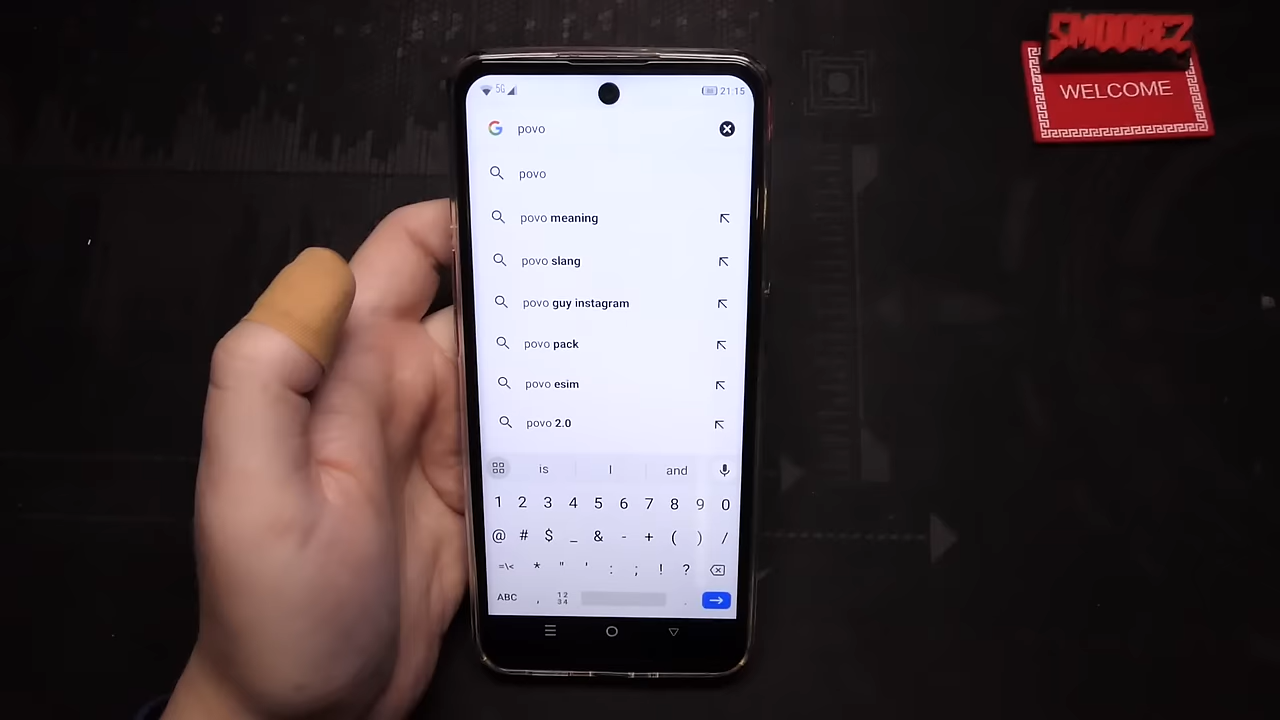 SMOOREZ
WELCOME
5G 21:15
povo
povo
povo meaning
povo slang
povo guy instagram
povo pack
povo esim
povo 2.0
is I and
1 2 3 4 5 6 7 8 9 0
@ # $ _ & - + ( ) /
=\< * " ' : ; ! ?
ABC , 12 34 .